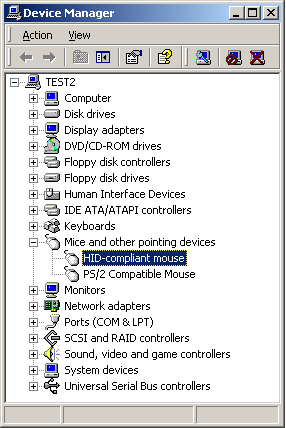 Device Manager
Action View
TEST2
Computer
Disk drives
Display adapters
DVD/CD-ROM drives
Floppy disk controllers
Floppy disk drives
Human Interface Devices
IDE ATA/ATAPI controllers
Keyboards
Mice and other pointing devices
HID-compliant mouse
PS/2 Compatible Mouse
Monitors
Network adapters
Ports (COM & LPT)
SCSI and RAID controllers
Sound, video and game controllers
System devices
Universal Serial Bus controllers